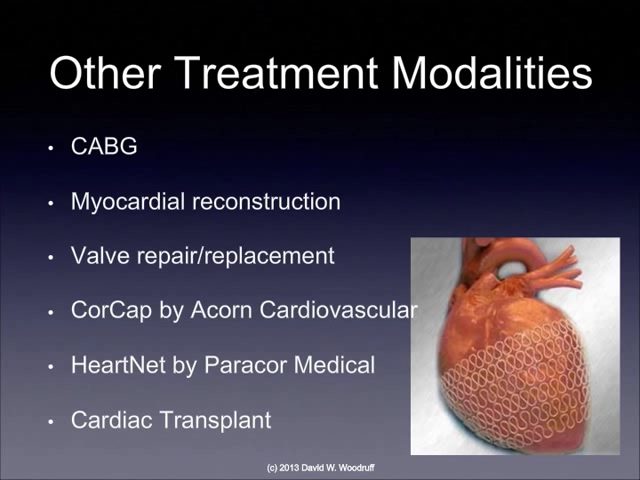 Other Treatment Modalities
• CABG
• Myocardial reconstruction
• Valve repair/replacement
• CorCap by Acorn Cardiovascular
• HeartNet by Paracor Medical
• Cardiac Transplant
(c) 2013 David W. Woodruff